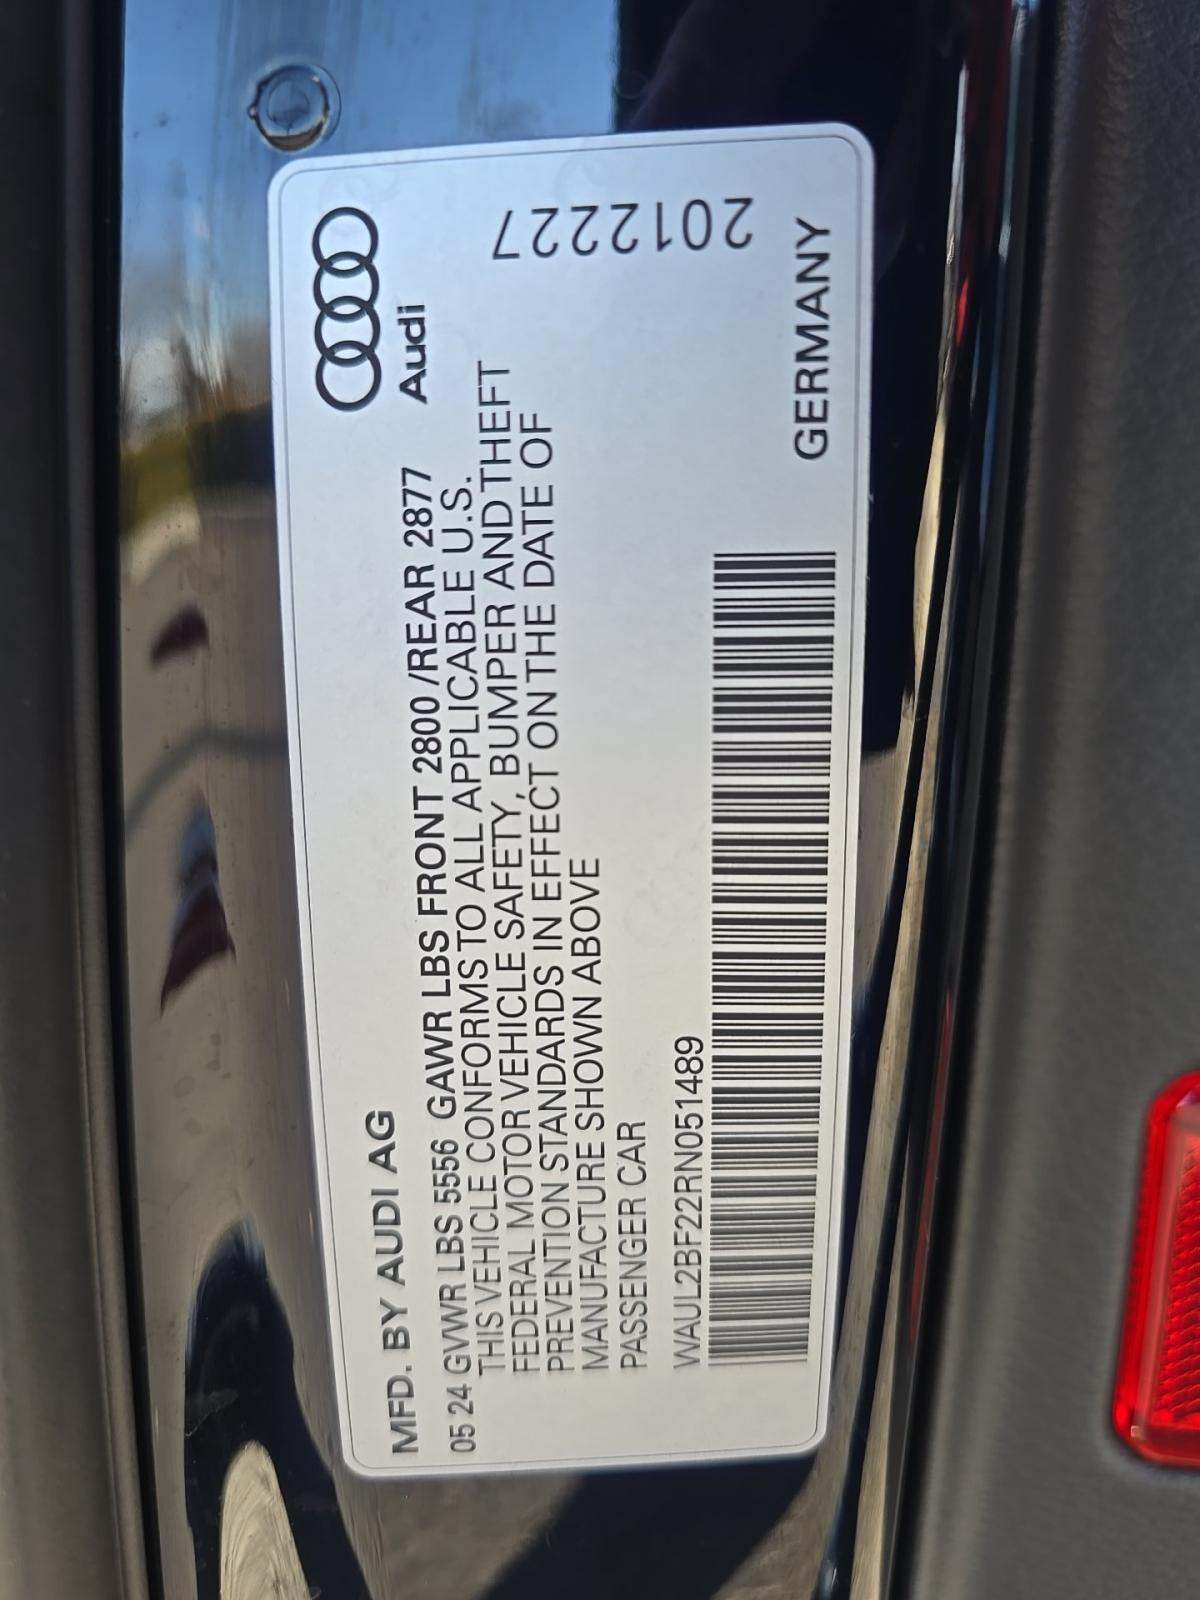 MFD. BY AUDI AG
Audi
05 24 GVWR LBS 5556 GAWR LBS FRONT 2800 /REAR 2877
THIS VEHICLE CONFORMS TO ALL APPLICABLE U.S.
FEDERAL MOTOR VEHICLE SAFETY, BUMPER AND THEFT
PREVENTION STANDARDS IN EFFECT ON THE DATE OF
MANUFACTURE SHOWN ABOVE
PASSENGER CAR
2012227
WAUL2BF22RN051489
GERMANY